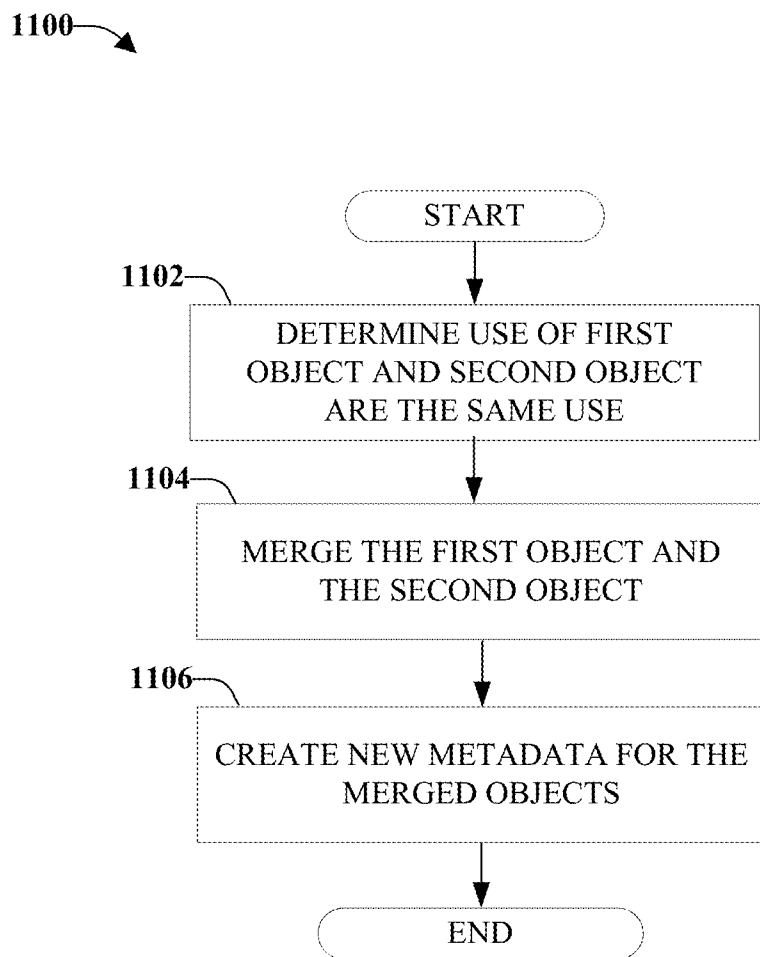 1100
START
1102
DETERMINE USE OF FIRST
OBJECT AND SECOND OBJECT
ARE THE SAME USE
1104
MERGE THE FIRST OBJECT AND
THE SECOND OBJECT
1106
CREATE NEW METADATA FOR THE
MERGED OBJECTS
END